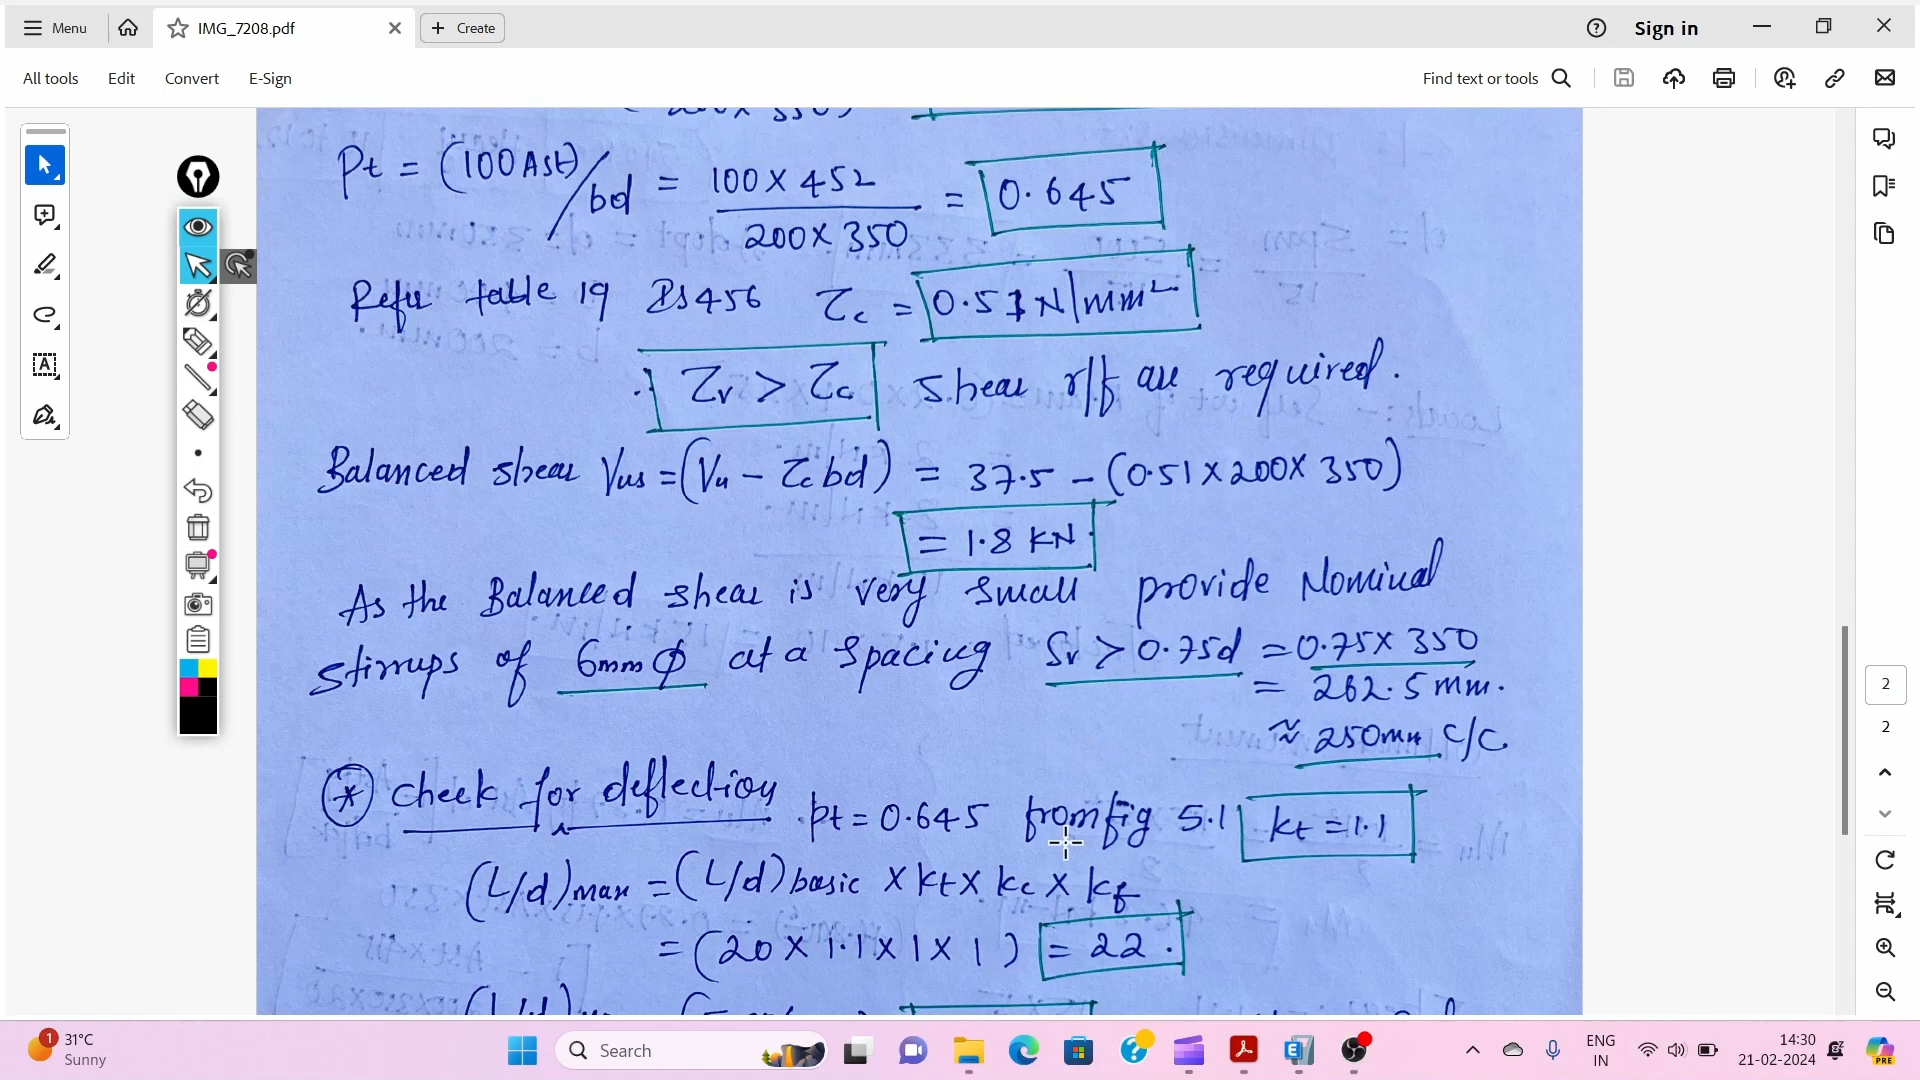 Menu
IMG_7208.pdf
Create
Sign in
All tools Edit Convert E-Sign
Find text or tools
(200x350)
Pt = (100 Ast)/bd = 100 X 452 / 200 X 350 = 0.645
Refer table 19 IS456 τc = 0.51 N/mm²
∴ τv > τc shear r/f are required.
Balanced shear Vus = (Vu - τc bd) = 37.5 - (0.51 X 200 X 350)
= 1.8 KN
As the Balanced shear is very small provide Nominal
stirrups of 6mm ϕ at a spacing Sv > 0.75d = 0.75 X 350
= 262.5 mm.
≈ 250mm c/c.
* Check for deflection pt = 0.645 from fig 5.1 kt = 1.1
(L/d)max = (L/d)basic X kt X kc X kf
= (20 X 1.1 X 1 X 1) = 22.
2
2
1
31°C
Sunny
Search
ENG
IN
14:30
21-02-2024
PRE